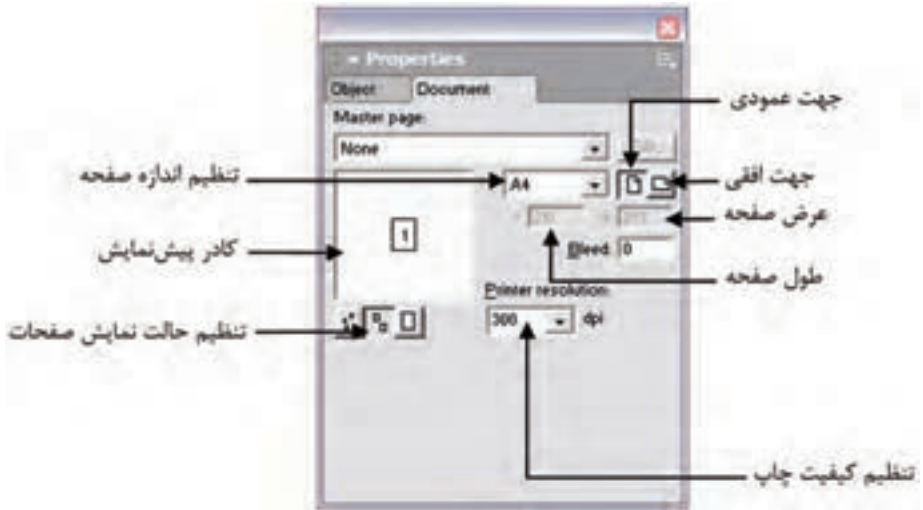 Properties
Object Document
Master page:
None
جهت عمودی
تنظیم اندازه صفحه
A4
جهت افقی
عرض صفحه
1
کادر پیش‌نمایش
Bleed: 0
طول صفحه
Printer resolution:
تنظیم حالت نمایش صفحات
300 dpi
تنظیم کیفیت چاپ